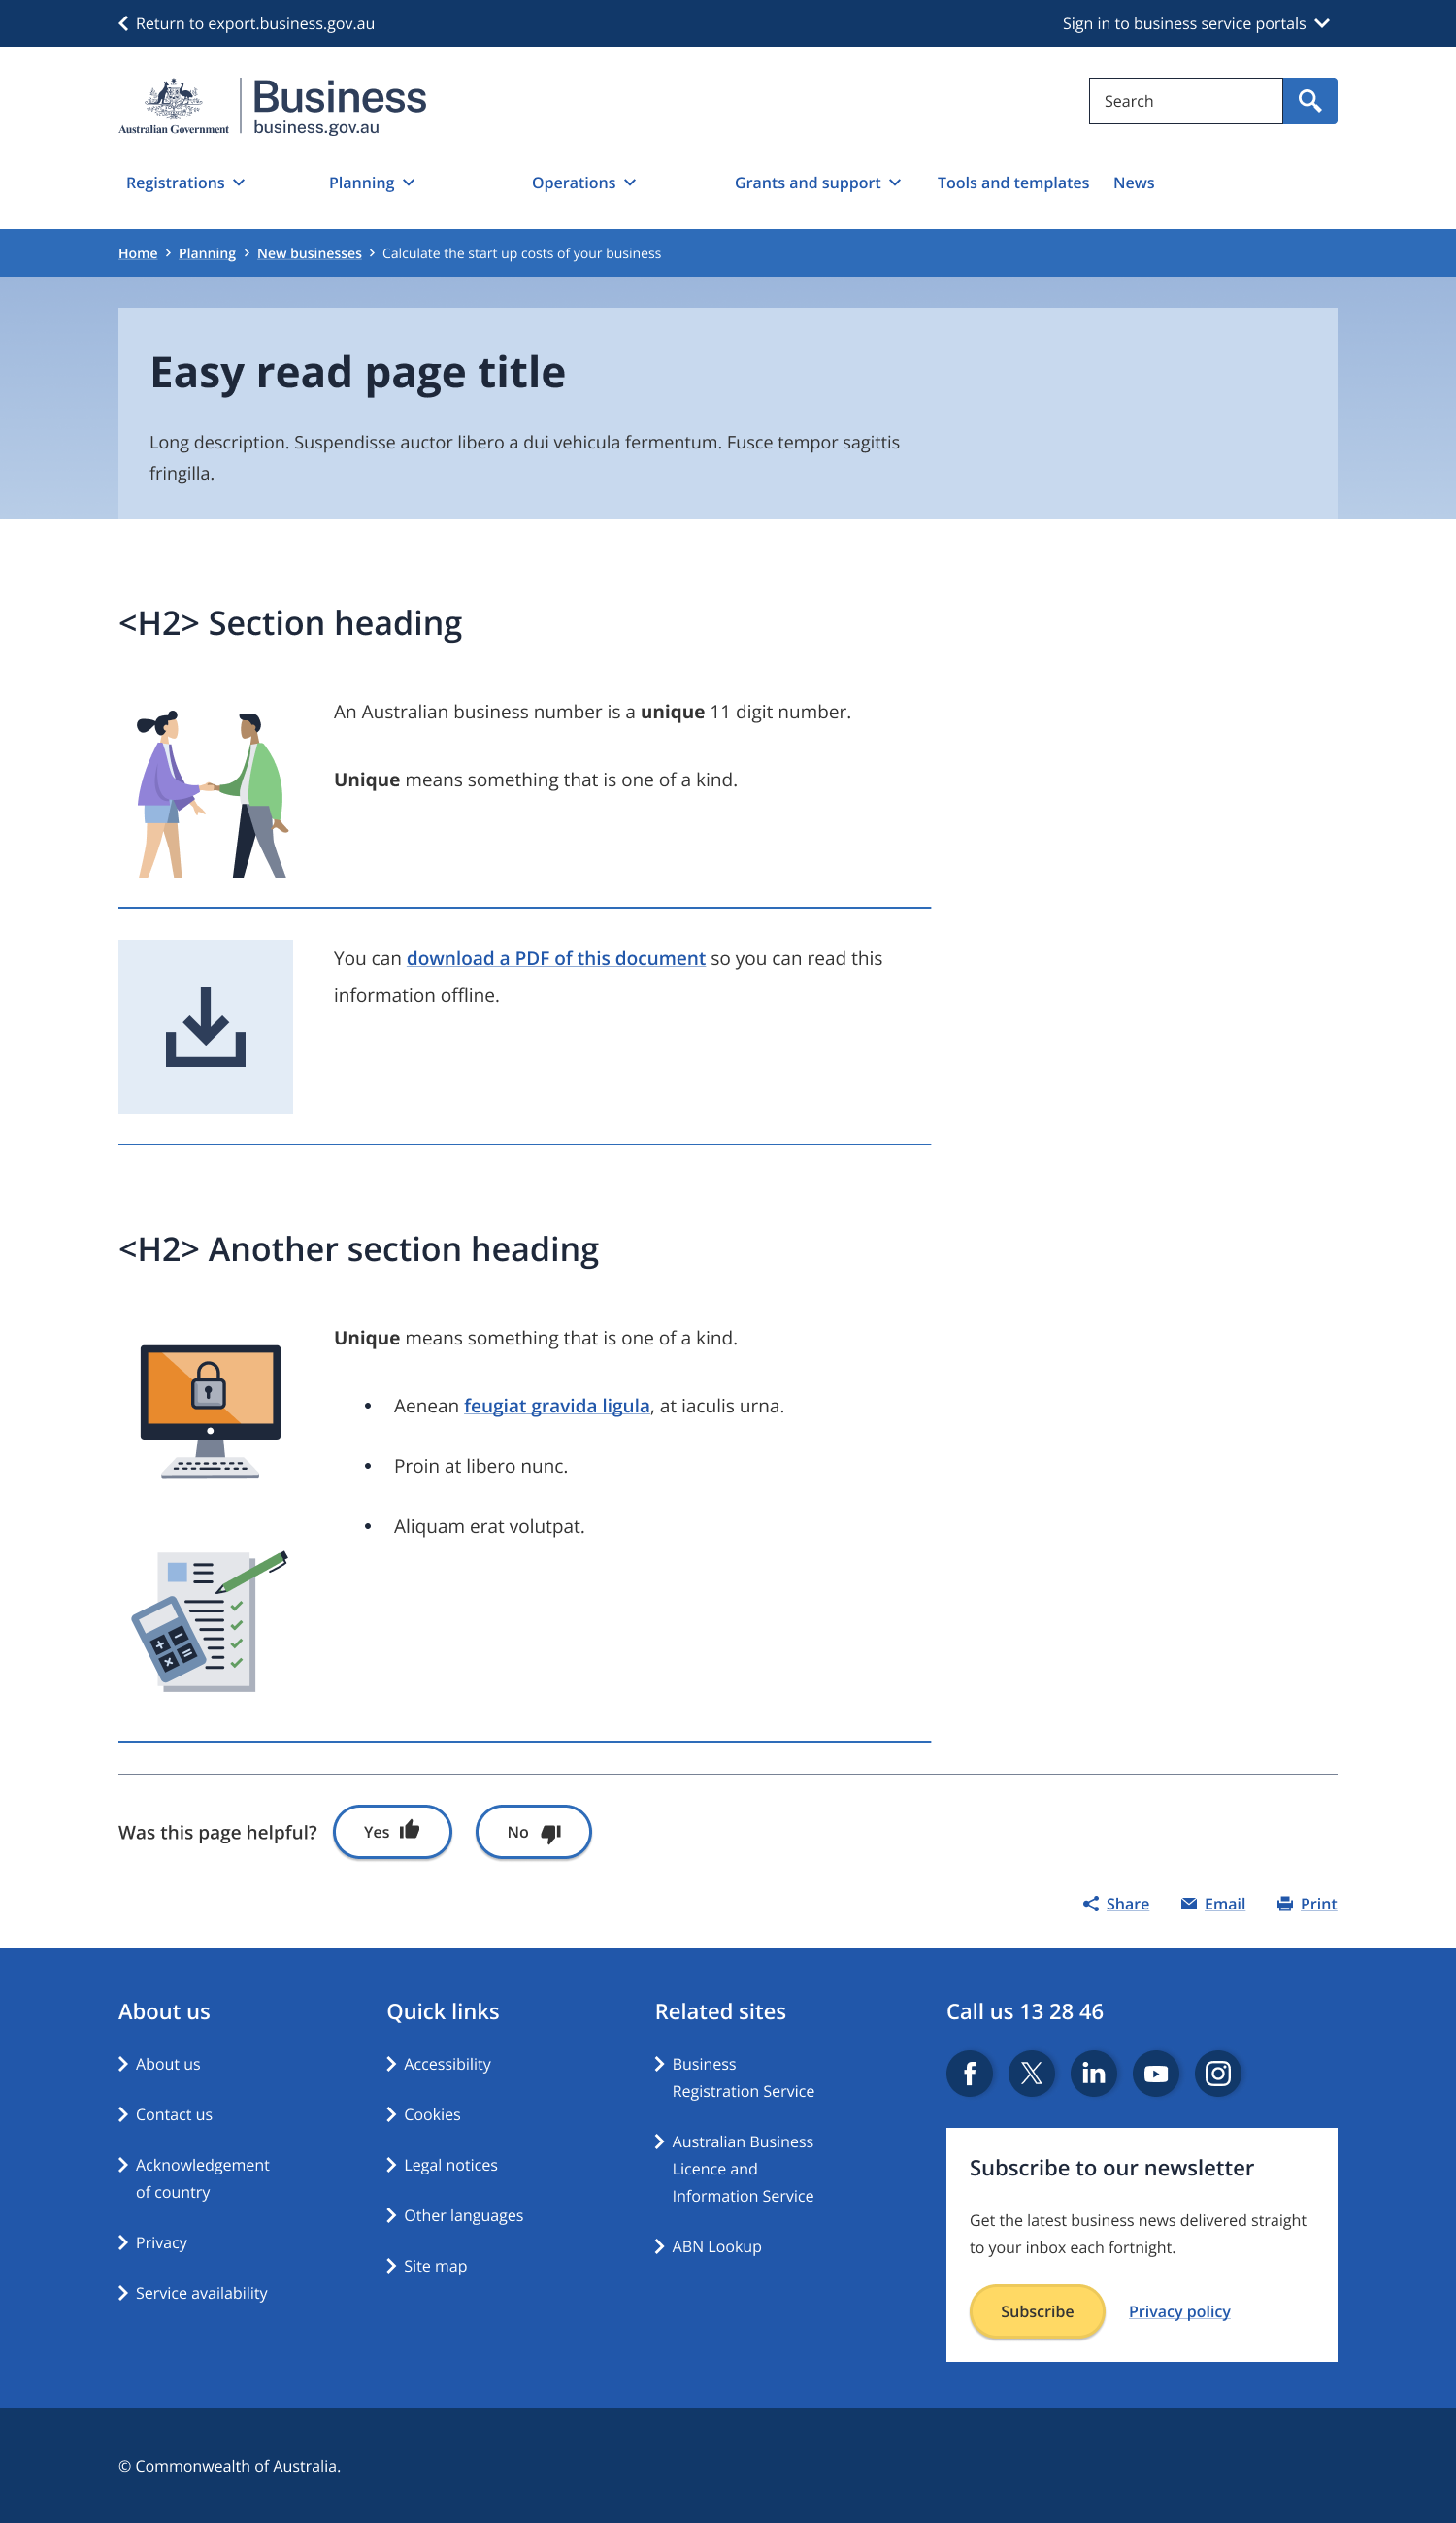 Return to export.business.gov.au
Sign in to business service portals
Australian Government
Business
business.gov.au
Search
Registrations
Planning
Operations
Grants and support
Tools and templates
News
Home
Planning
New businesses
Calculate the start up costs of your business
Easy read page title
Long description. Suspendisse auctor libero a dui vehicula fermentum. Fusce tempor sagittis
fringilla.
<H2> Section heading
An Australian business number is a unique 11 digit number.
Unique means something that is one of a kind.
You can download a PDF of this document so you can read this
information offline.
<H2> Another section heading
Unique means something that is one of a kind.
• Aenean feugiat gravida ligula, at iaculis urna.
• Proin at libero nunc.
• Aliquam erat volutpat.
Was this page helpful?
Yes
No
Share
Email
Print
About us
About us
Contact us
Acknowledgement
of country
Privacy
Service availability
Quick links
Accessibility
Cookies
Legal notices
Other languages
Site map
Related sites
Business
Registration Service
Australian Business
Licence and
Information Service
ABN Lookup
Call us 13 28 46
Subscribe to our newsletter
Get the latest business news delivered straight
to your inbox each fortnight.
Subscribe
Privacy policy
© Commonwealth of Australia.